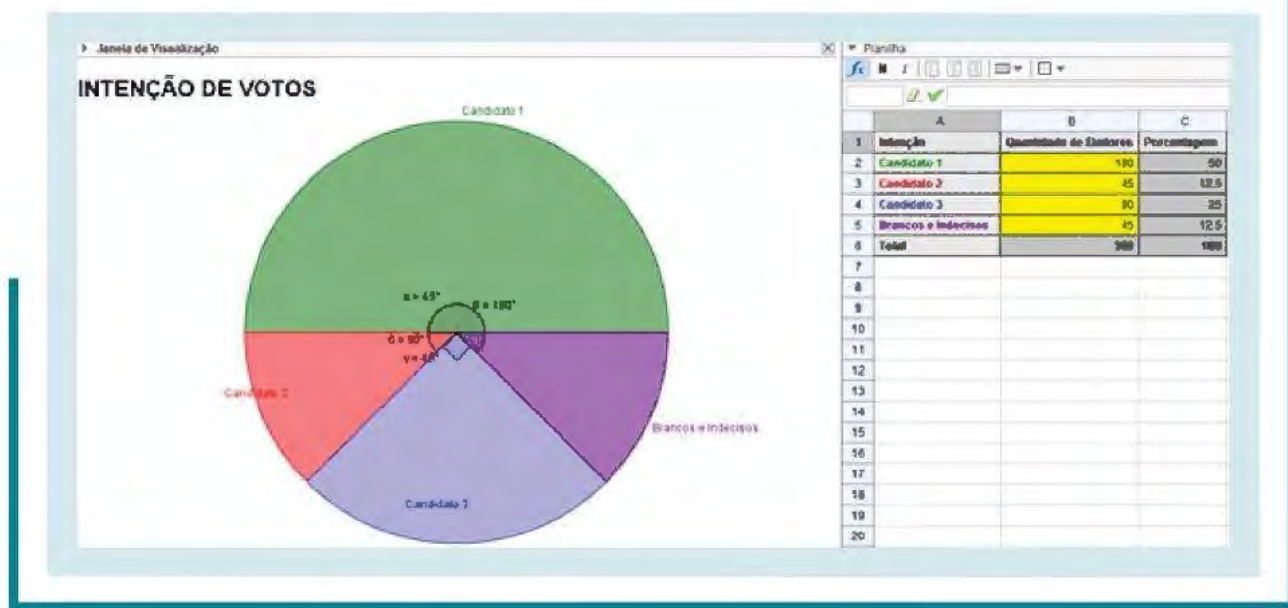 Janela de Visualização
INTENÇÃO DE VOTOS
Candidato 1
α = 45°
β = 180°
δ = 90°
Candidato 2
Brancos e Indecisos
Candidato 3
Planilha
A B C
1 Intenção Quantidade de Eleitores Porcentagem
2 Candidato 1 180 50
3 Candidato 2 45 12.5
4 Candidato 3 90 25
5 Brancos e Indecisos 45 12.5
6 Total 360 100
7
8
9
10
11
12
13
14
15
16
17
18
19
20